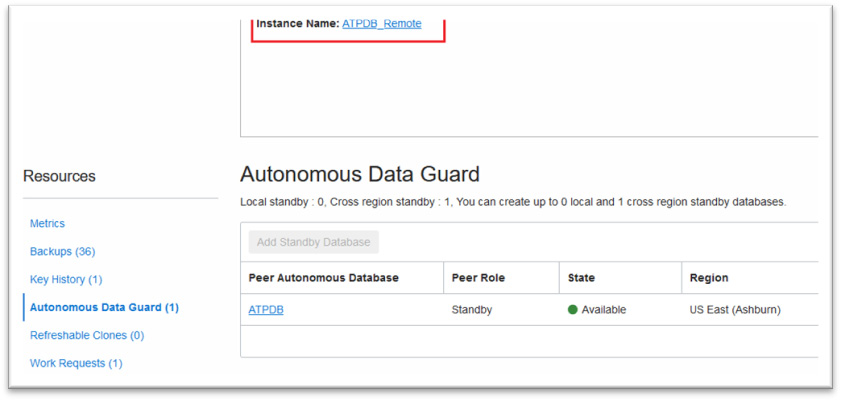 Instance Name: ATPDB_Remote
Resources
Metrics
Backups (36)
Key History (1)
Autonomous Data Guard (1)
Refreshable Clones (0)
Work Requests (1)
Autonomous Data Guard
Local standby : 0, Cross region standby : 1, You can create up to 0 local and 1 cross region standby databases.
Add Standby Database
Peer Autonomous Database Peer Role State Region
ATPDB Standby Available US East (Ashburn)